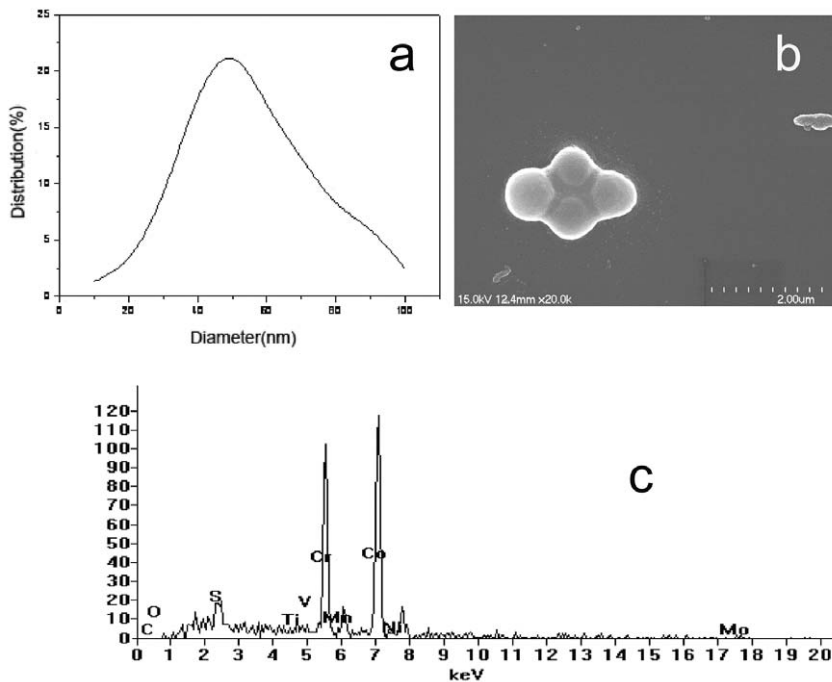 a
25
20
15
10
5
0
Distribution(%)
0 20 40 60 80 100
Diameter(nm)
b
15.0kV 12.4mm x20.0k 2.00um
c
120
110
100
90
80
70
60
50
40
30
20
10
0
O
C
S
Ti
V
Cr
Mn
Co
Ni
Mo
0 1 2 3 4 5 6 7 8 9 10 11 12 13 14 15 16 17 18 19 20
keV